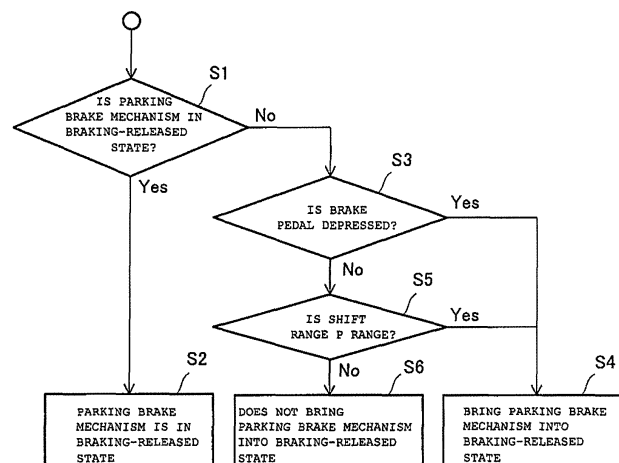 S1
IS PARKING
BRAKE MECHANISM IN
BRAKING-RELEASED
STATE?
No
Yes
S3
IS BRAKE
PEDAL DEPRESSED?
Yes
No
S5
IS SHIFT
RANGE P RANGE?
Yes
No
S2
PARKING BRAKE
MECHANISM IS IN
BRAKING-RELEASED
STATE
S6
DOES NOT BRING
PARKING BRAKE MECHANISM
INTO BRAKING-RELEASED
STATE
S4
BRING PARKING BRAKE
MECHANISM INTO
BRAKING-RELEASED
STATE